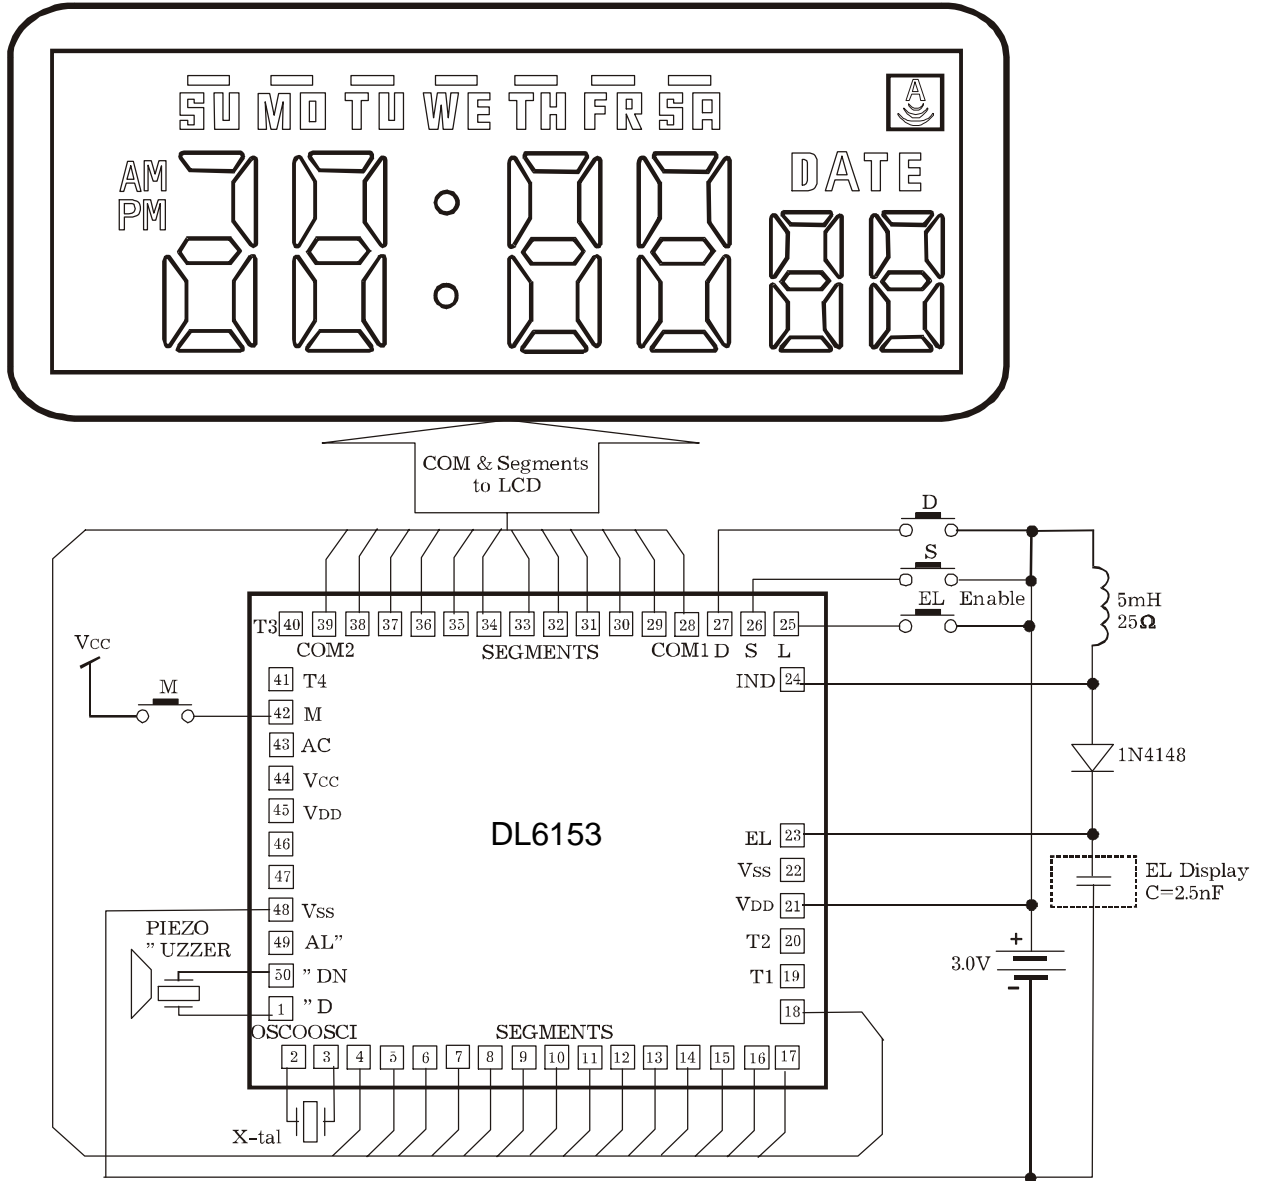 SU MO TU WE TH FR SA
A
AM
PM
DATE
COM & Segments
to LCD
D
S
EL Enable
5mH
25Ω
T3 40 39 38 37 36 35 34 33 32 31 30 29 28 27 26 25
COM2 SEGMENTS COM1 D S L
Vcc
M
41 T4
IND 24
42 M
43 AC
1N4148
44 Vcc
45 VDD
DL6153
46
EL 23
47
Vss 22
EL Display
C=2.5nF
48 Vss
VDD 21
PIEZO
" UZZER
49 AL"
T2 20
+
3.0V
-
50 " DN
T1 19
1 " D
18
OSCOOSCI SEGMENTS
2 3 4 5 6 7 8 9 10 11 12 13 14 15 16 17
X-tal